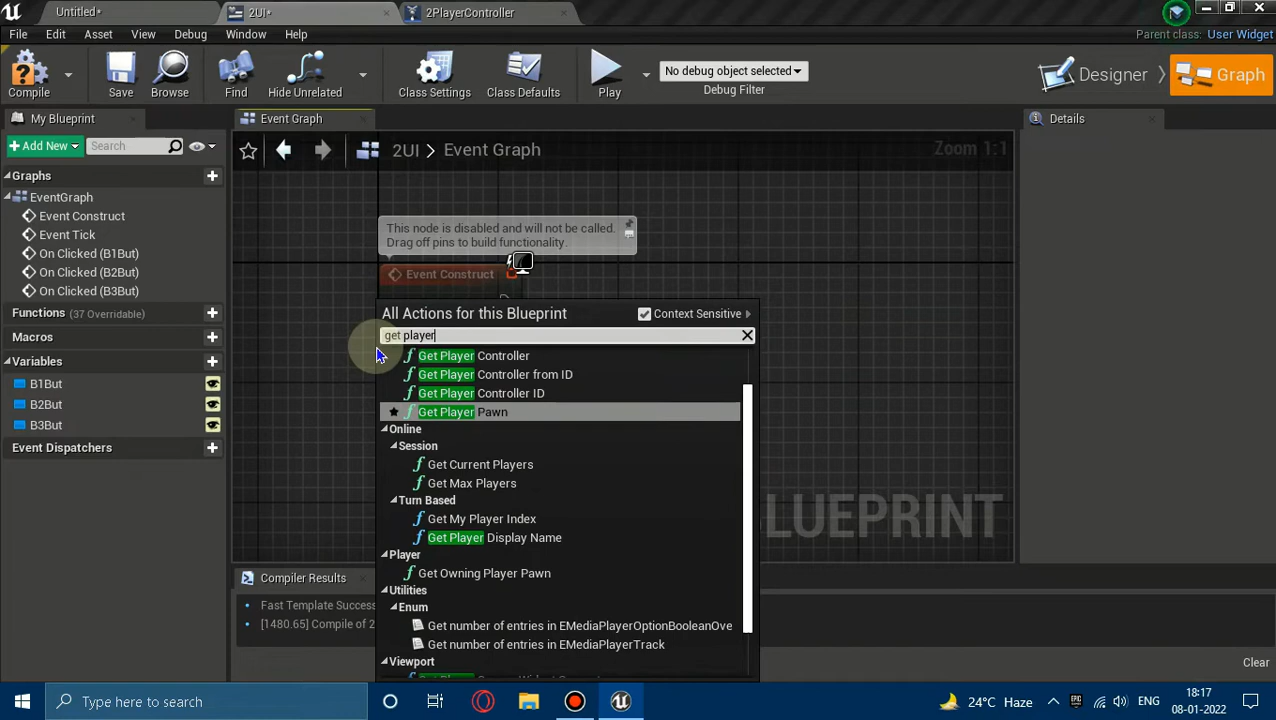 Untitled*
2UI*
2PlayerController
File Edit Asset View Debug Window Help
Parent class: User Widget
Compile
Save
Browse
Find
Hide Unrelated
Class Settings
Class Defaults
Play
No debug object selected
Debug Filter
Designer
Graph
My Blueprint
Event Graph
Details
Add New
Search
2UI > Event Graph
Zoom 1:1
Graphs
EventGraph
Event Construct
Event Tick
On Clicked (B1But)
On Clicked (B2But)
On Clicked (B3But)
Functions (37 Overridable)
Macros
Variables
B1But
B2But
B3But
Event Dispatchers
This node is disabled and will not be called.
Drag off pins to build functionality.
Event Construct
All Actions for this Blueprint
Context Sensitive
get player
Get Player Controller
Get Player Controller from ID
Get Player Controller ID
Get Player Pawn
Online
Session
Get Current Players
Get Max Players
Turn Based
Get My Player Index
Get Player Display Name
Player
Get Owning Player Pawn
Utilities
Enum
Get number of entries in EMediaPlayerOptionBooleanOve
Get number of entries in EMediaPlayerTrack
Viewport
LUEPRINT
Compiler Results
Fast Template Success
[1480.65] Compile of 2
Clear
Type here to search
24°C Haze
ENG
18:17
08-01-2022